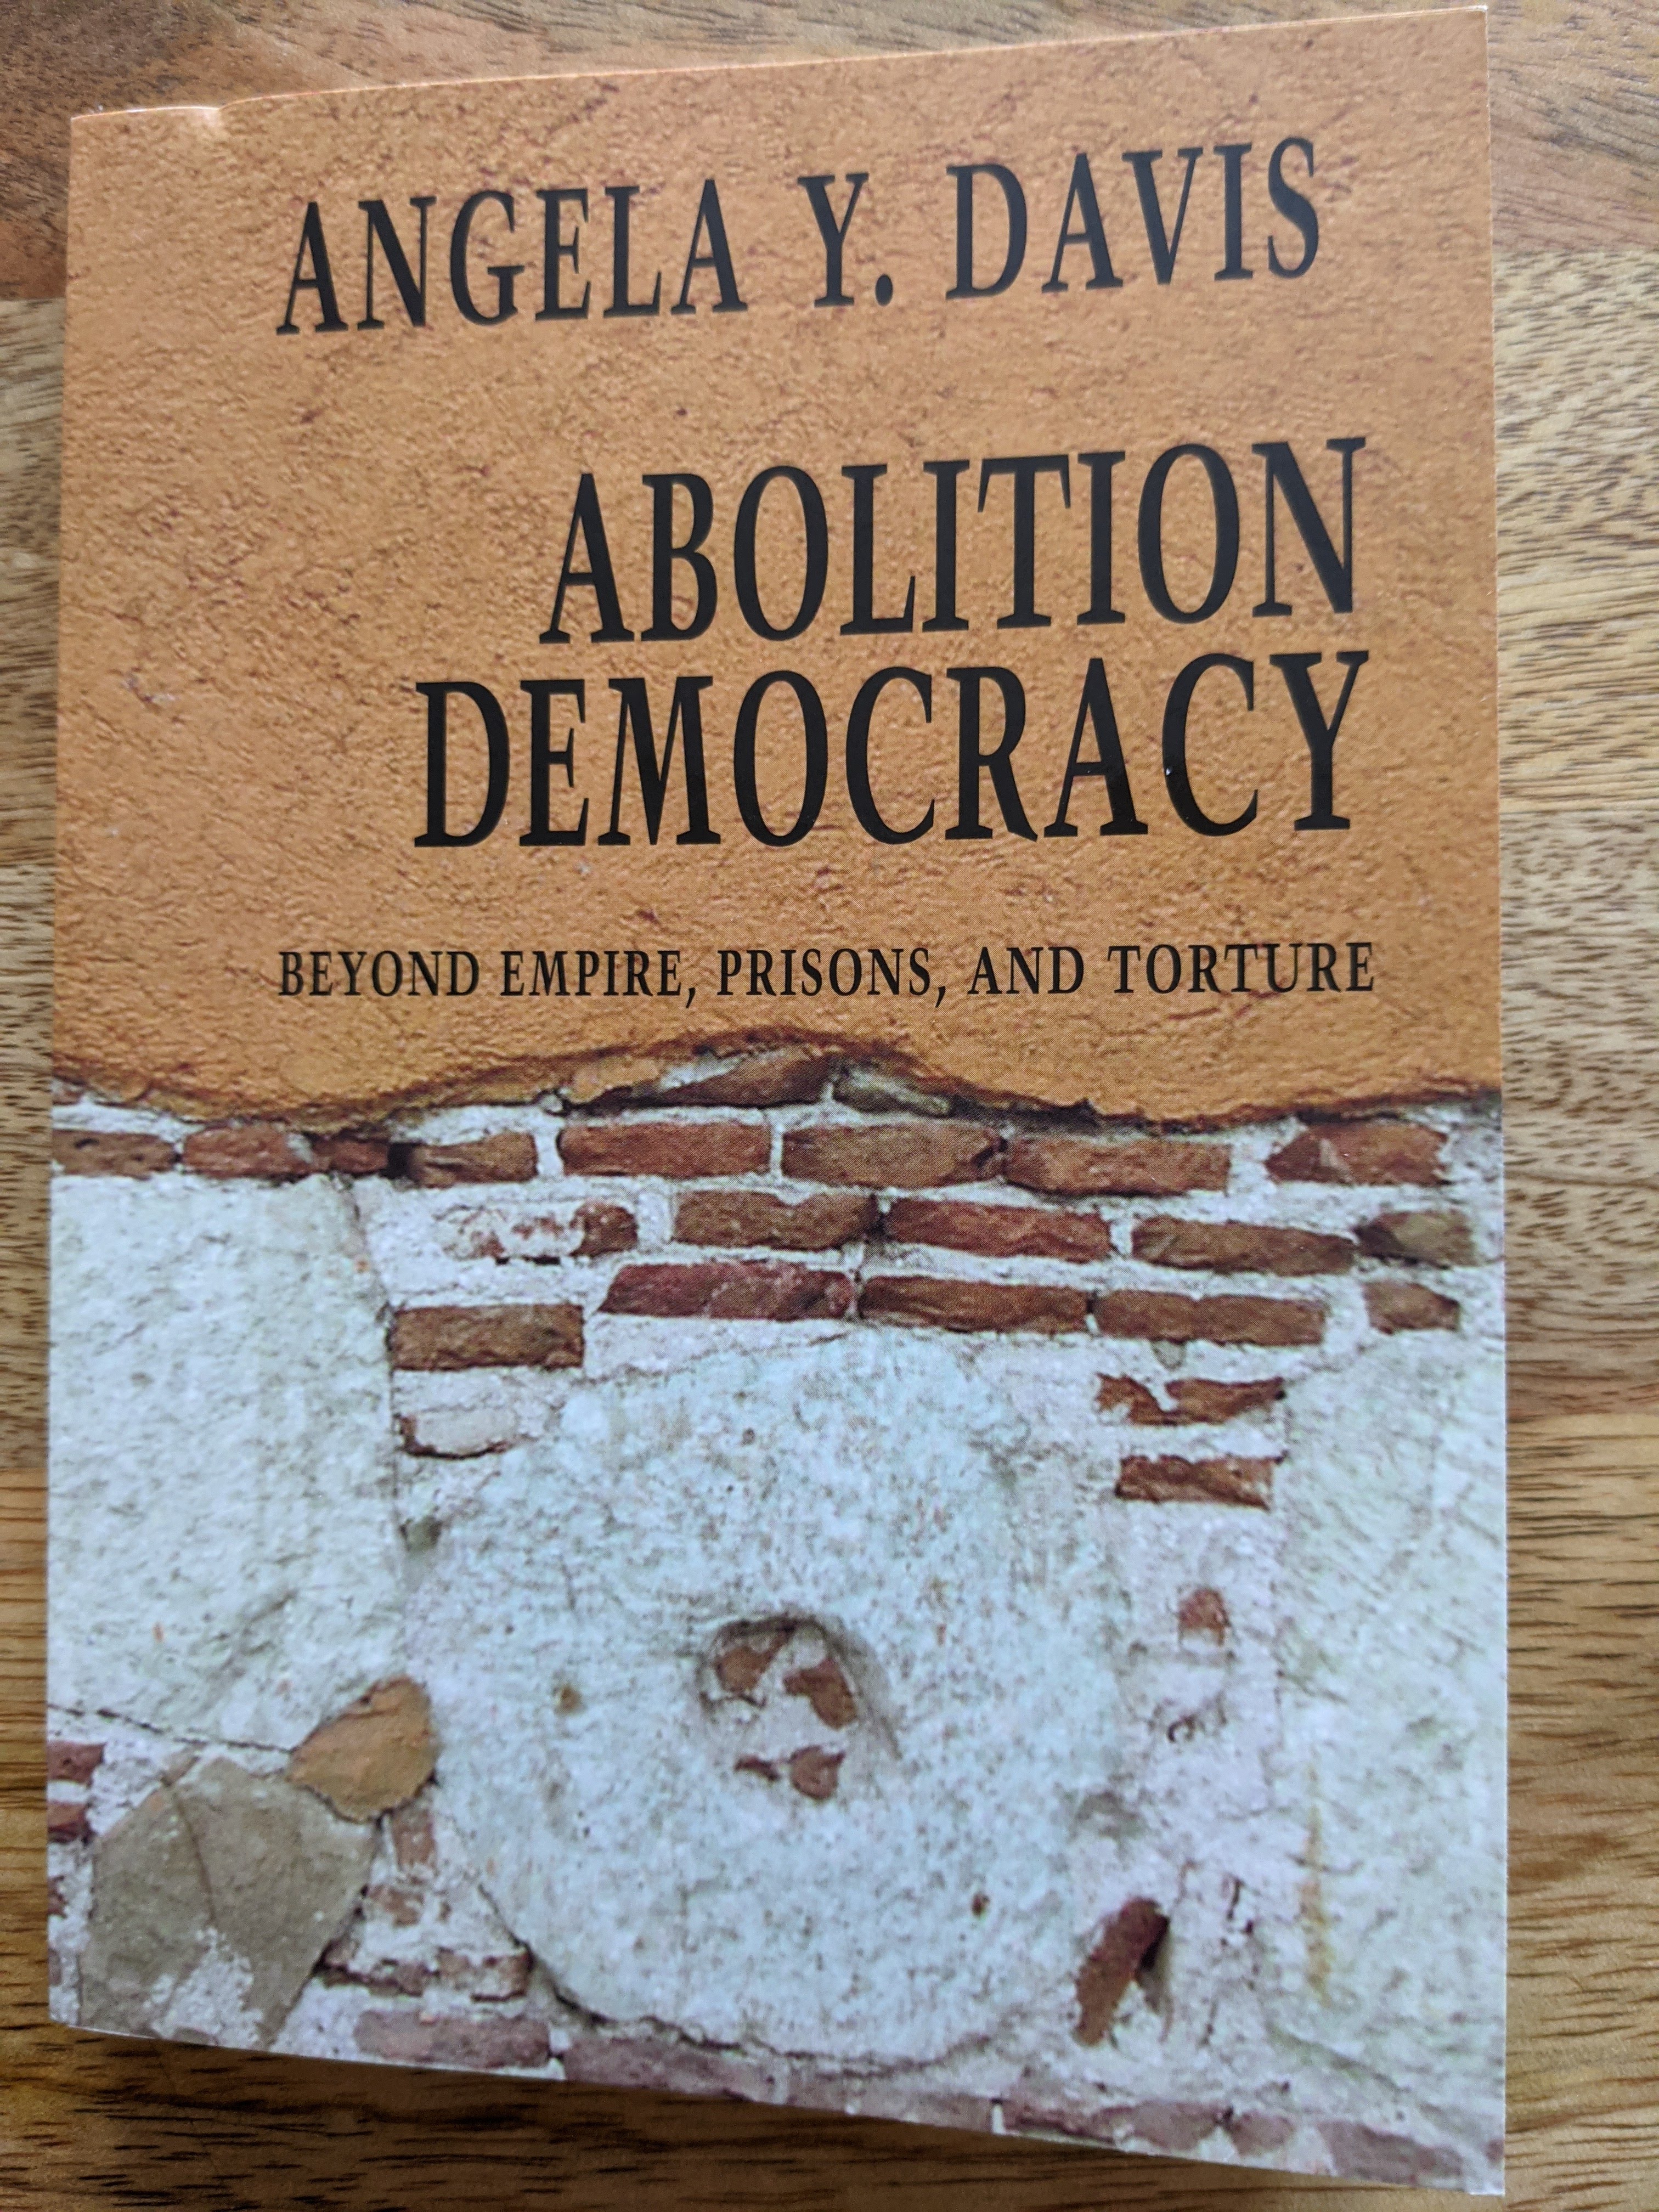 ANGELA Y. DAVIS
ABOLITION
DEMOCRACY
BEYOND EMPIRE, PRISONS, AND TORTURE